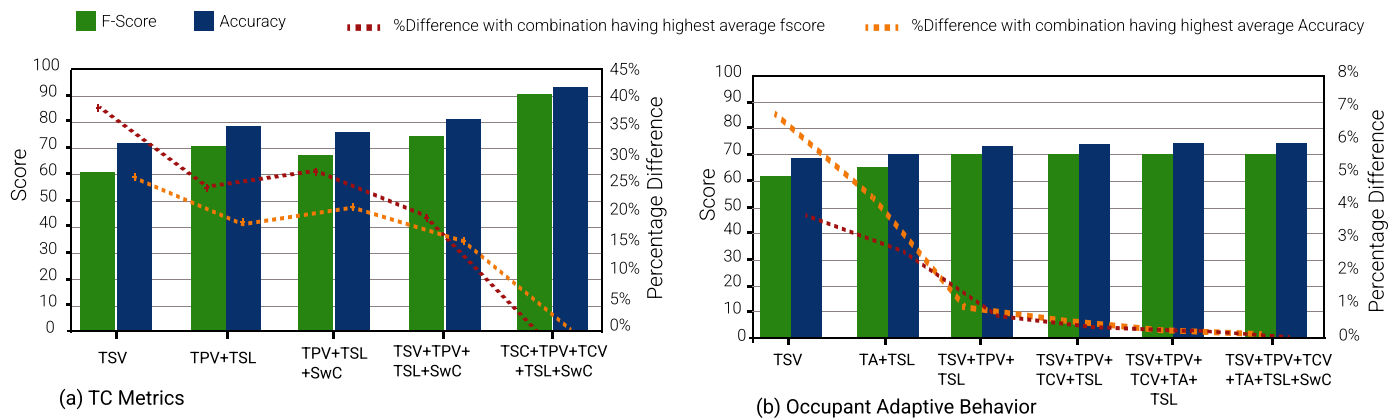 F-Score
Accuracy
%Difference with combination having highest average fscore
%Difference with combination having highest average Accuracy
100
90
80
70
60
50
40
30
20
10
0
Score
45%
40%
35%
30%
25%
20%
15%
10%
5%
0%
Percentage Difference
TSV
TPV+TSL
TPV+TSL
+SwC
TSV+TPV+
TSL+SwC
TSC+TPV+TCV
+TSL+SwC
(a) TC Metrics
100
90
80
70
60
50
40
30
20
10
0
Score
8%
7%
6%
5%
4%
3%
2%
1%
0%
Percentage Difference
TSV
TA+TSL
TSV+TPV+
TSL
TSV+TPV+
TCV+TSL
TSV+TPV+
TCV+TA+
TSL
TSV+TPV+TCV
+TA+TSL+SwC
(b) Occupant Adaptive Behavior